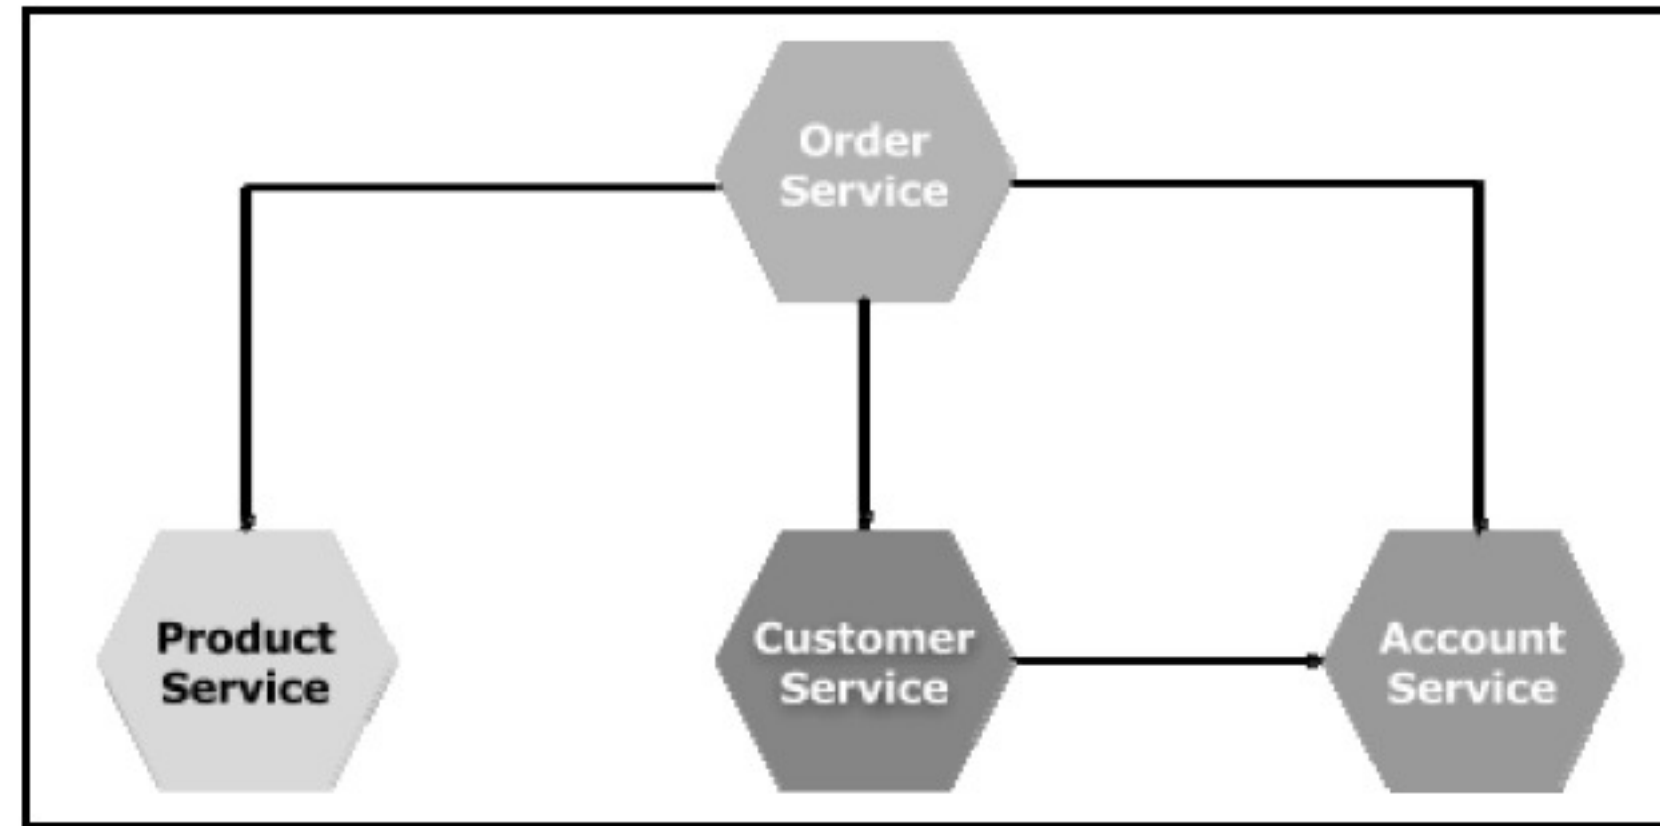 Order
Service
Product
Service
Customer
Service
Account
Service